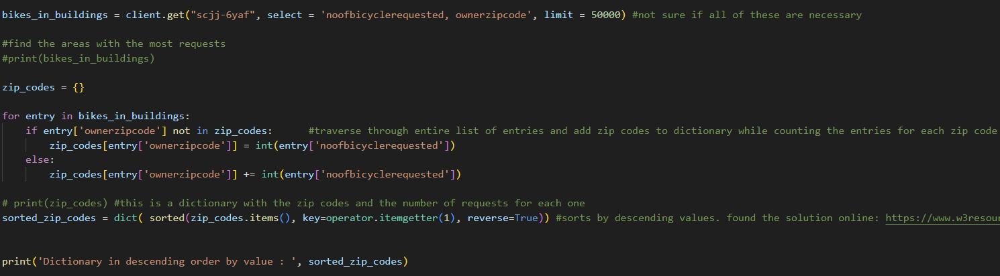 bikes_in_buildings = client.get("scjj-6yaf", select = 'noofbicyclerequested, ownerzipcode', limit = 50000) #not sure if all of these are necessary
#find the areas with the most requests
#print(bikes_in_buildings)
zip_codes = {}
for entry in bikes_in_buildings:
    if entry['ownerzipcode'] not in zip_codes:      #traverse through entire list of entries and add zip codes to dictionary while counting the entries for each zip code
        zip_codes[entry['ownerzipcode']] = int(entry['noofbicyclerequested'])
    else:
        zip_codes[entry['ownerzipcode']] += int(entry['noofbicyclerequested'])
# print(zip_codes) #this is a dictionary with the zip codes and the number of requests for each one
sorted_zip_codes = dict( sorted(zip_codes.items(), key=operator.itemgetter(1), reverse=True)) #sorts by descending values. found the solution online: https://www.w3resour
print('Dictionary in descending order by value : ', sorted_zip_codes)